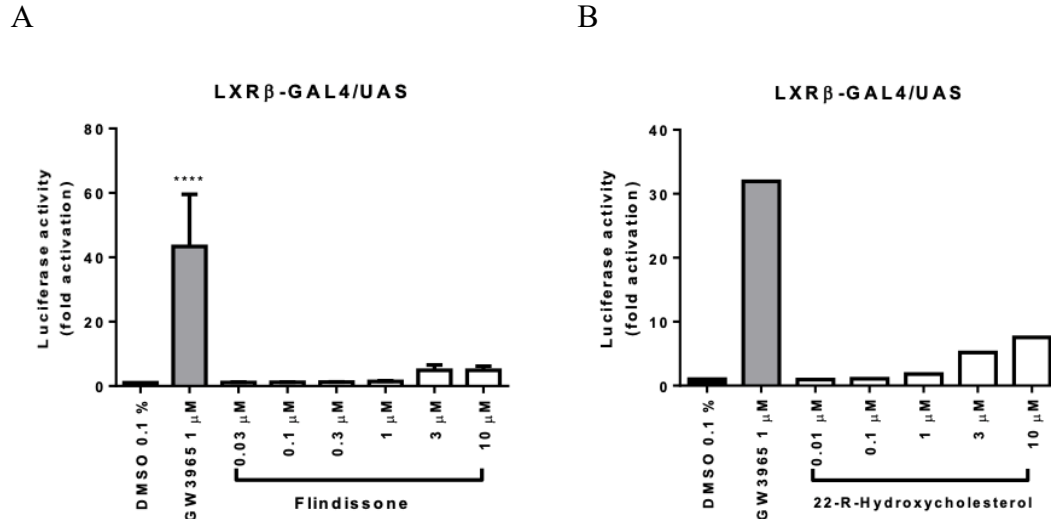 A
LXRβ-GAL4/UAS
Luciferase activity
(fold activation)
80
60
40
20
0
****
DMSO 0.1 %
GW3965 1 μM
0.03 μM
0.1 μM
0.3 μM
1 μM
3 μM
10 μM
Flindissone
B
LXRβ-GAL4/UAS
Luciferase activity
(fold activation)
40
30
20
10
0
DMSO 0.1 %
GW3965 1 μM
0.01 μM
0.1 μM
1 μM
3 μM
10 μM
22-R-Hydroxycholesterol